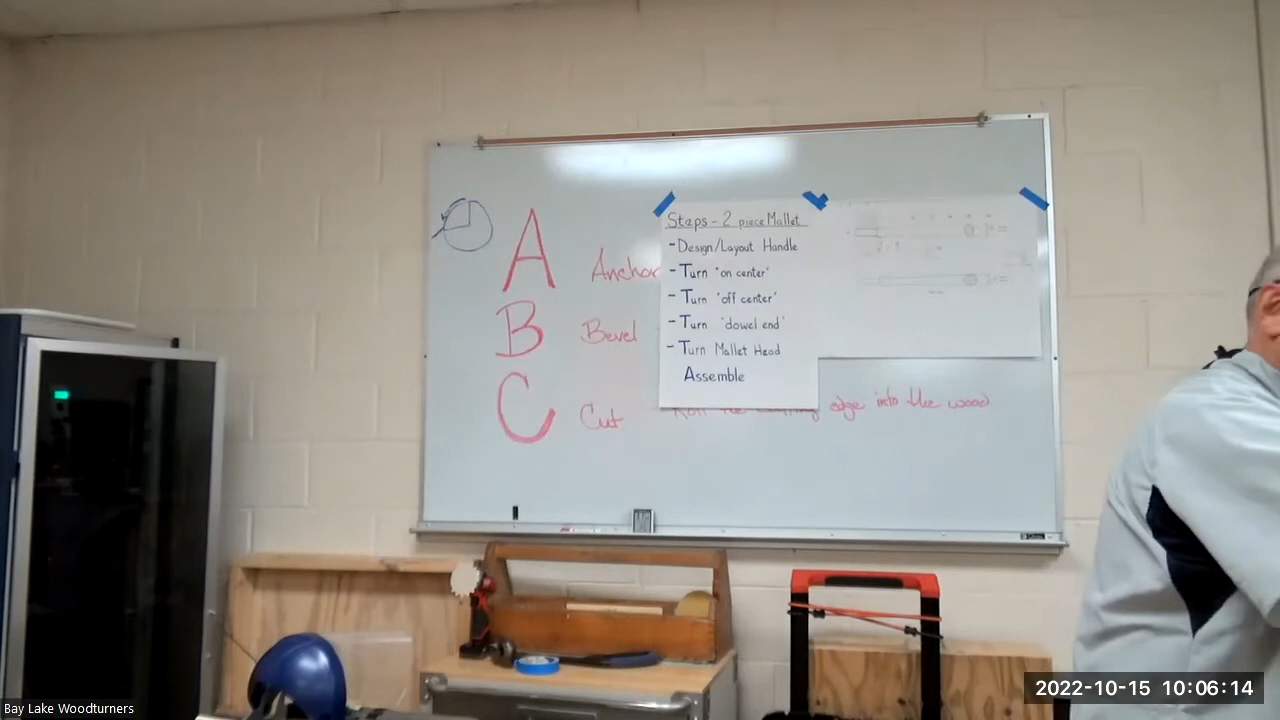 A Anchor
B Bevel
C Cut edge into the wood
Steps - 2 piece Mallet
- Design/Layout Handle
- Turn "on center"
- Turn "off center"
- Turn "dowel end"
- Turn Mallet Head
Assemble
2022-10-15 10:06:14
Bay Lake Woodturners